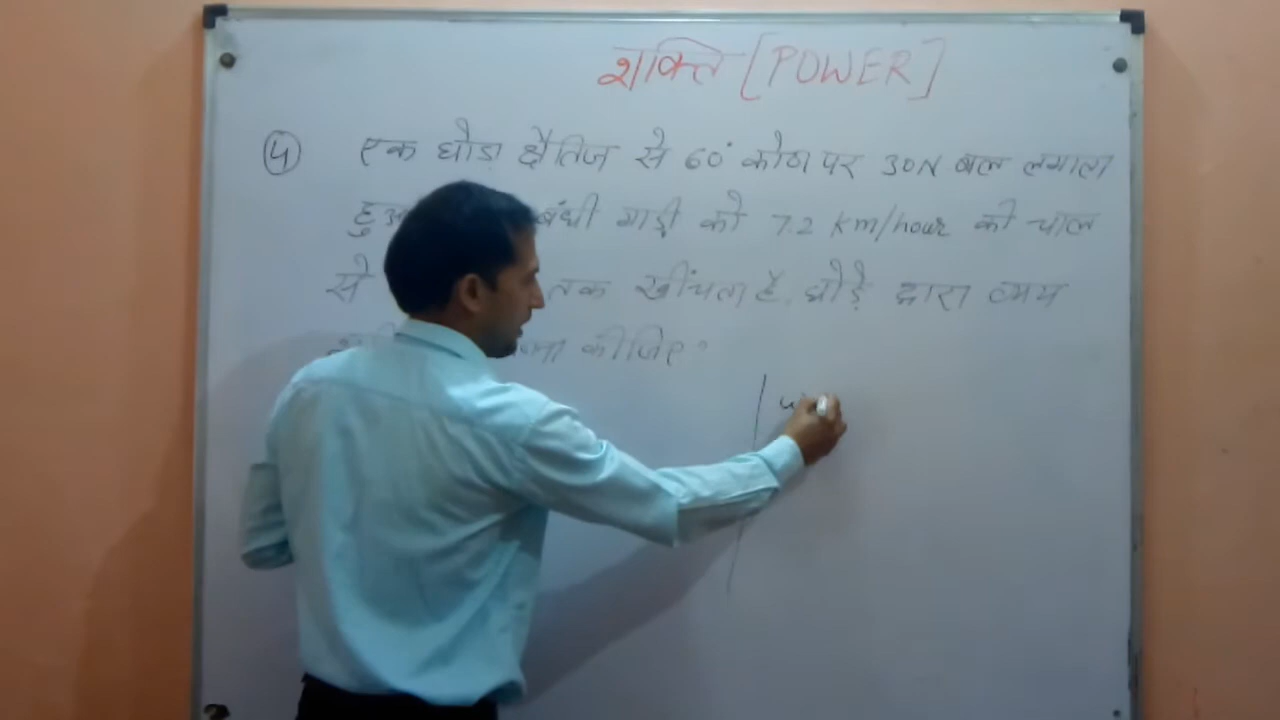 शक्ति [POWER]
④ एक घोडा क्षैतिज से 60° कोण पर 30N बल लगाता
बंधी गाड़ी को 7.2 km/hour की चाल
से तक खींचता है, घोड़े द्वारा व्यय
कीजिए॰